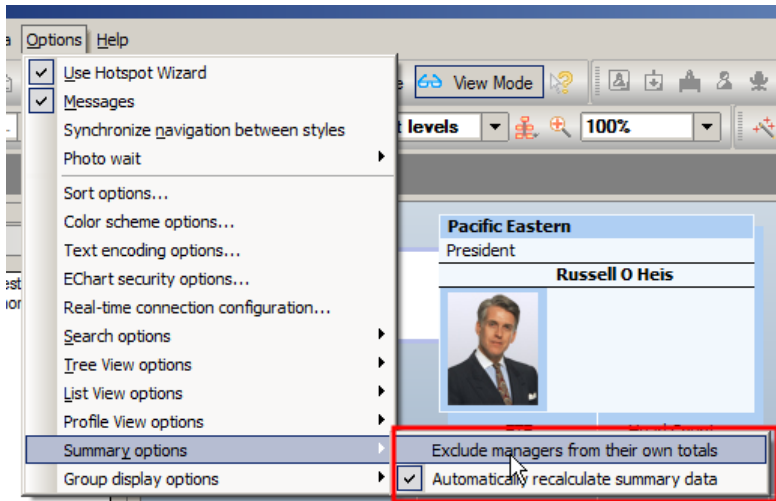 Options Help
Use Hotspot Wizard
View Mode
Messages
Synchronize navigation between styles
levels 100%
Photo wait
Sort options...
Color scheme options...
Pacific Eastern
Text encoding options...
President
EChart security options...
Russell O Heis
Real-time connection configuration...
Search options
Tree View options
List View options
Profile View options
Summary options
Exclude managers from their own totals
Group display options
Automatically recalculate summary data